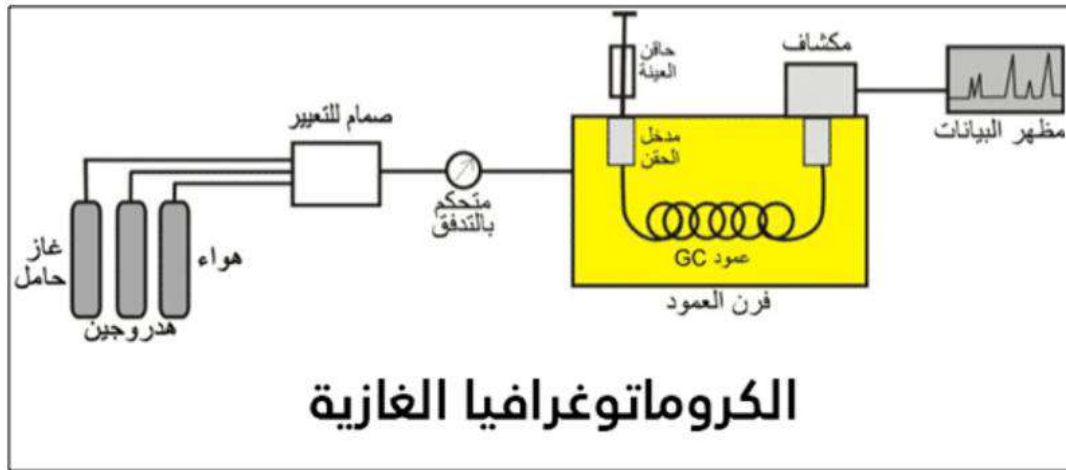 حاقن
العينة
مكشاف
مظهر البيانات
صمام للتعيير
مدخل
الحقن
متحكم
بالتدفق
غاز
حامل
هواء
هدروجين
عمود GC
فرن العمود
الكروماتوغرافيا الغازية